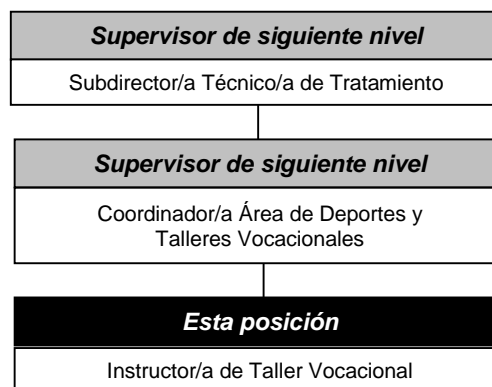 Supervisor de siguiente nivel
Subdirector/a Técnico/a de Tratamiento
Supervisor de siguiente nivel
Coordinador/a Área de Deportes y
Talleres Vocacionales
Esta posición
Instructor/a de Taller Vocacional